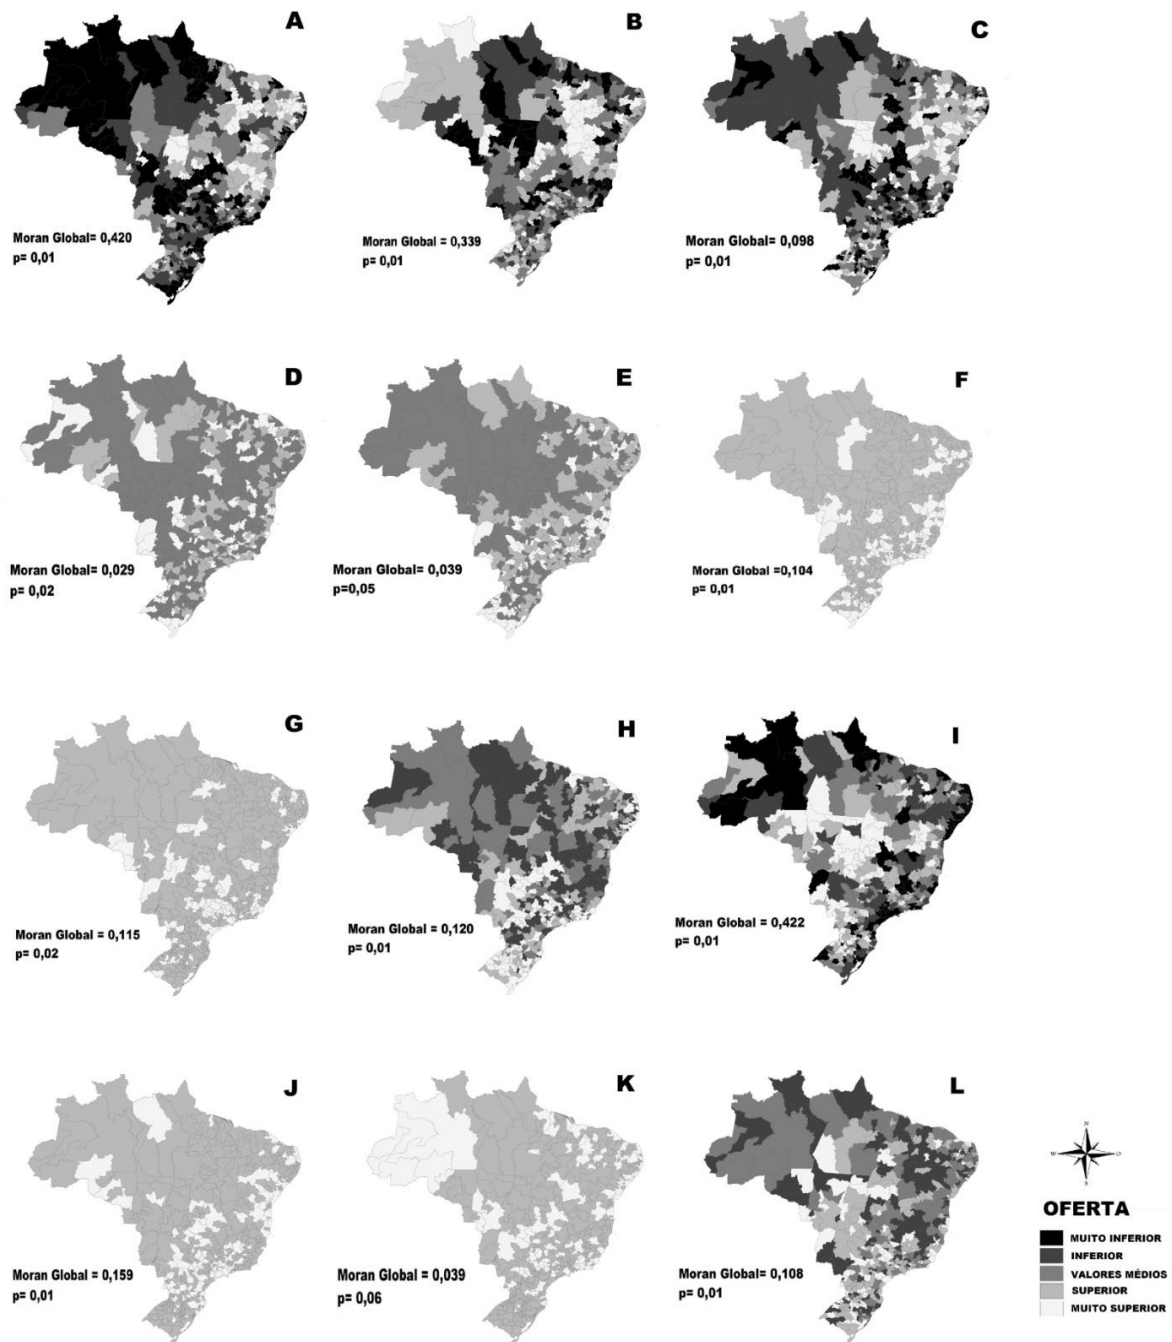 A
B
C
Moran Global= 0,420
p= 0,01
Moran Global = 0,339
p= 0,01
Moran Global= 0,098
p= 0,01
D
E
F
Moran Global= 0,029
p= 0,02
Moran Global= 0,039
p=0,05
Moran Global =0,104
p= 0,01
G
H
I
Moran Global = 0,115
p= 0,02
Moran Global = 0,120
p= 0,01
Moran Global = 0,422
p= 0,01
J
K
L
Moran Global = 0,159
p= 0,01
Moran Global = 0,039
p= 0,06
Moran Global = 0,108
p= 0,01
N
W O
S
OFERTA
MUITO INFERIOR
INFERIOR
VALORES MÉDIOS
SUPERIOR
MUITO SUPERIOR